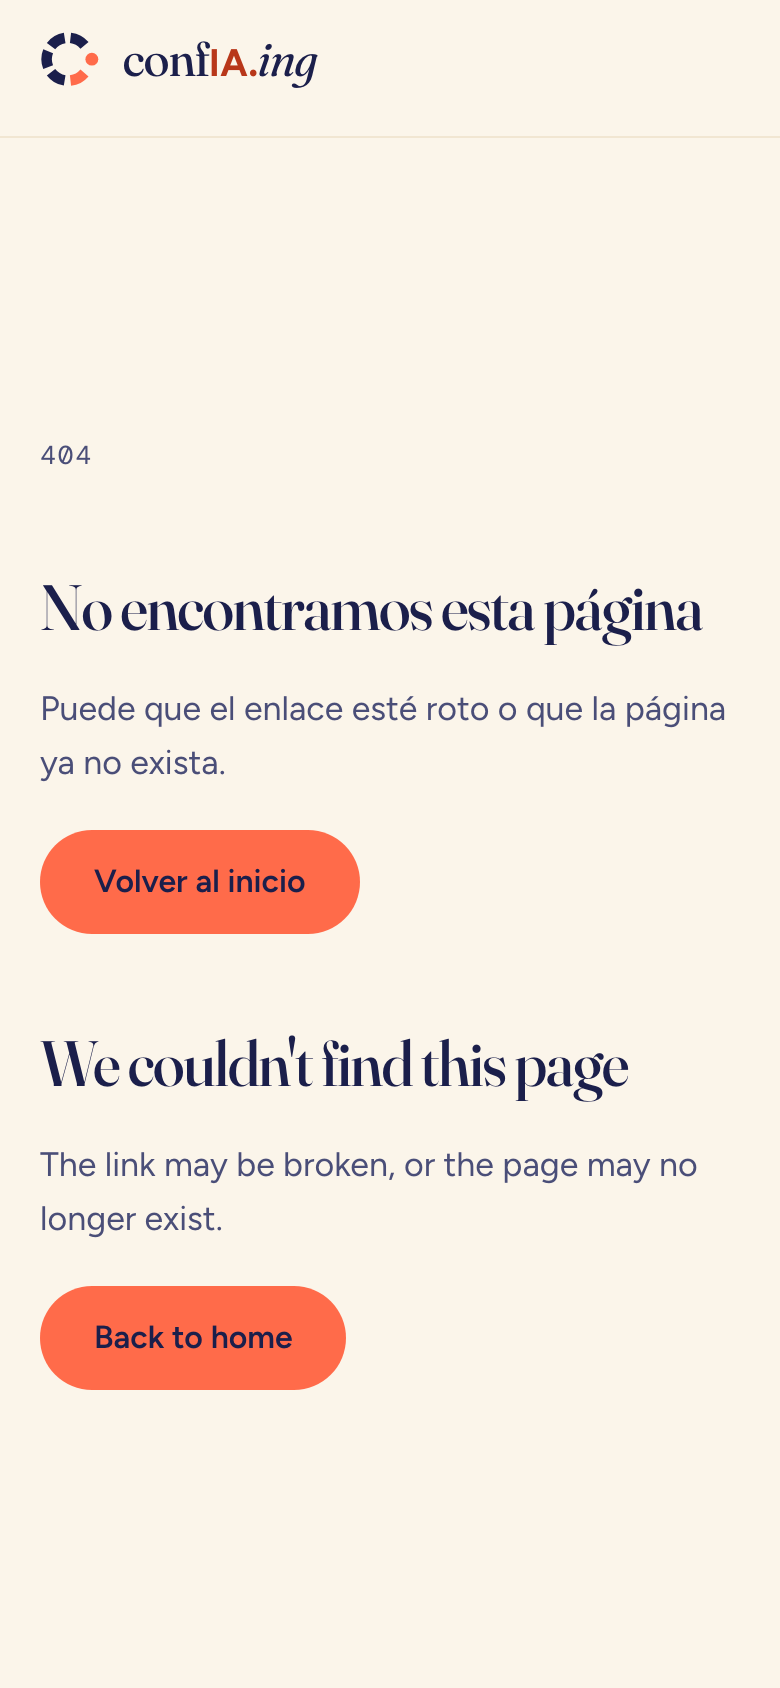 confIA.ing
404
No encontramos esta página
Puede que el enlace esté roto o que la página
ya no exista.
Volver al inicio
We couldn't find this page
The link may be broken, or the page may no
longer exist.
Back to home